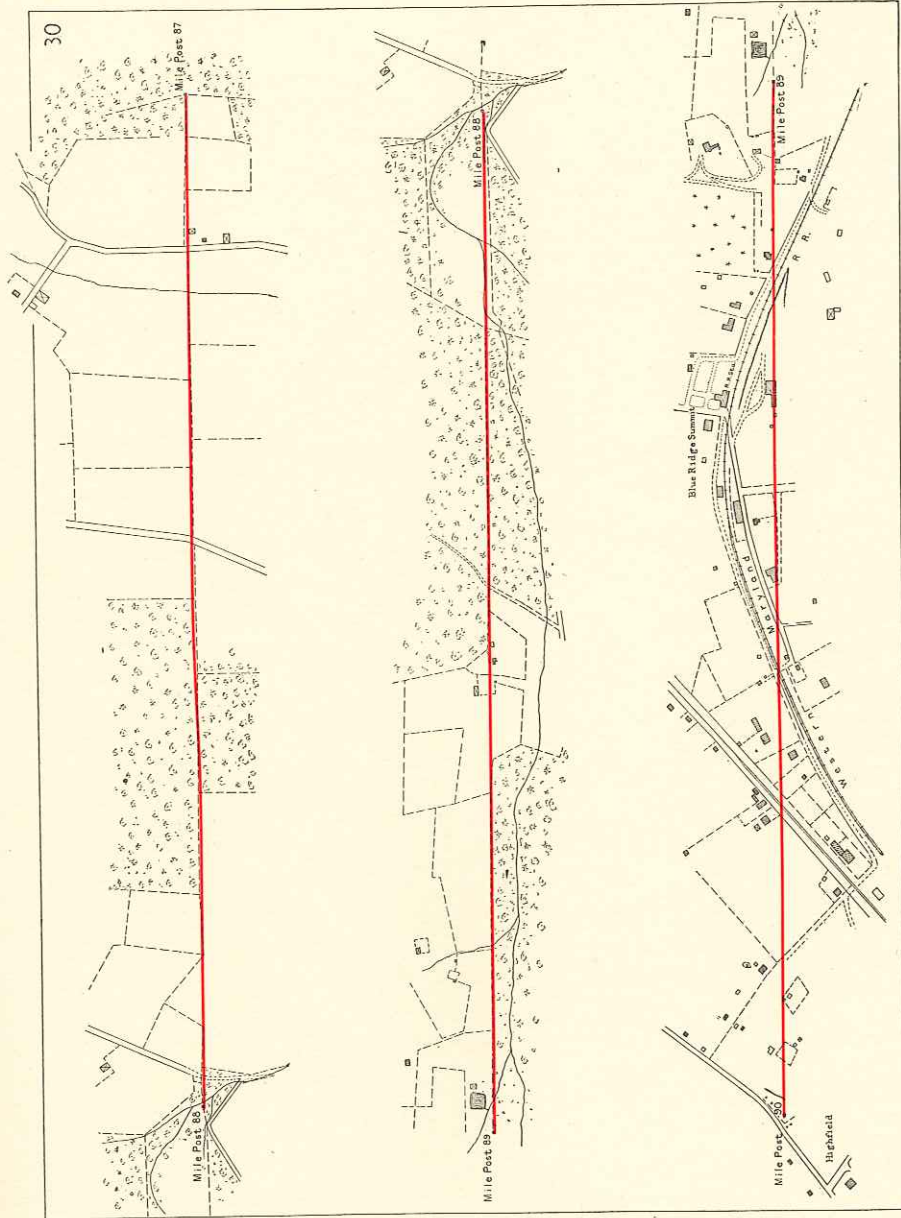 30
Mile Post 87
Mile Post 88
Mile Post 88
Mile Post 89
Mile Post 89
Blue Ridge Summit
R. R.
Maryland
Western
Mile Post 90
Highfield